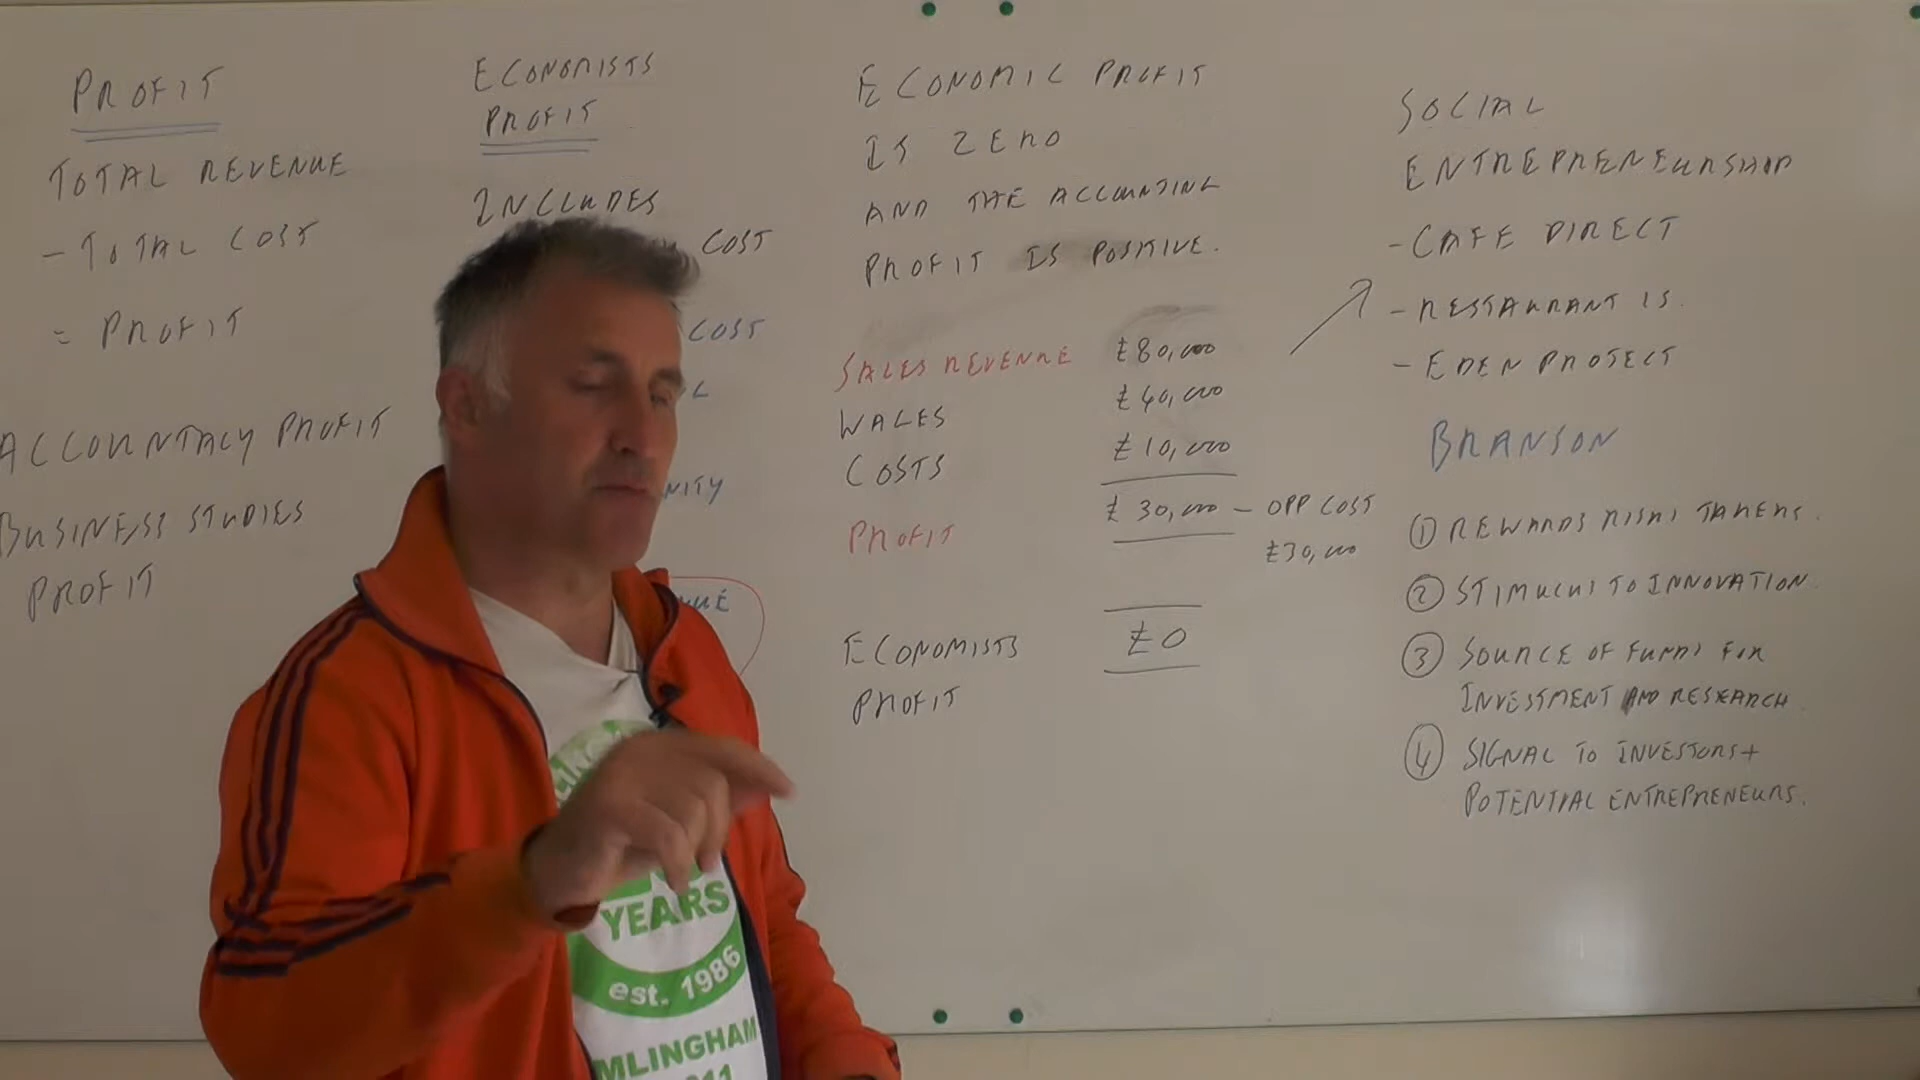 PROFIT
TOTAL REVENUE
- TOTAL COST
= PROFIT
ACCOUNTACY PROFIT
BUSINESS STUDIES
PROFIT
ECONOMISTS
PROFIT
INCLUDES
COST
COST
ECONOMIC PROFIT
IS ZERO
AND THE ACCOUNTING
PROFIT IS POSITIVE.
SALES REVENUE £80,000
WAGES £40,000
COSTS £10,000
PROFIT £30,000 - OPP COST
£30,000
ECONOMISTS £0
PROFIT
SOCIAL
ENTREPRENEURSHIP
- CAFE DIRECT
- RESTAURANT 15.
- EDEN PROJECT
BRANSON
① REWARDS RISKS TAKERS.
② STIMULUS TO INNOVATION.
③ SOURCE OF FUNDS FOR
INVESTMENT AND RESEARCH.
④ SIGNAL TO INVESTORS +
POTENTIAL ENTREPRENEURS.
YEARS
est. 1986
MLINGHAM